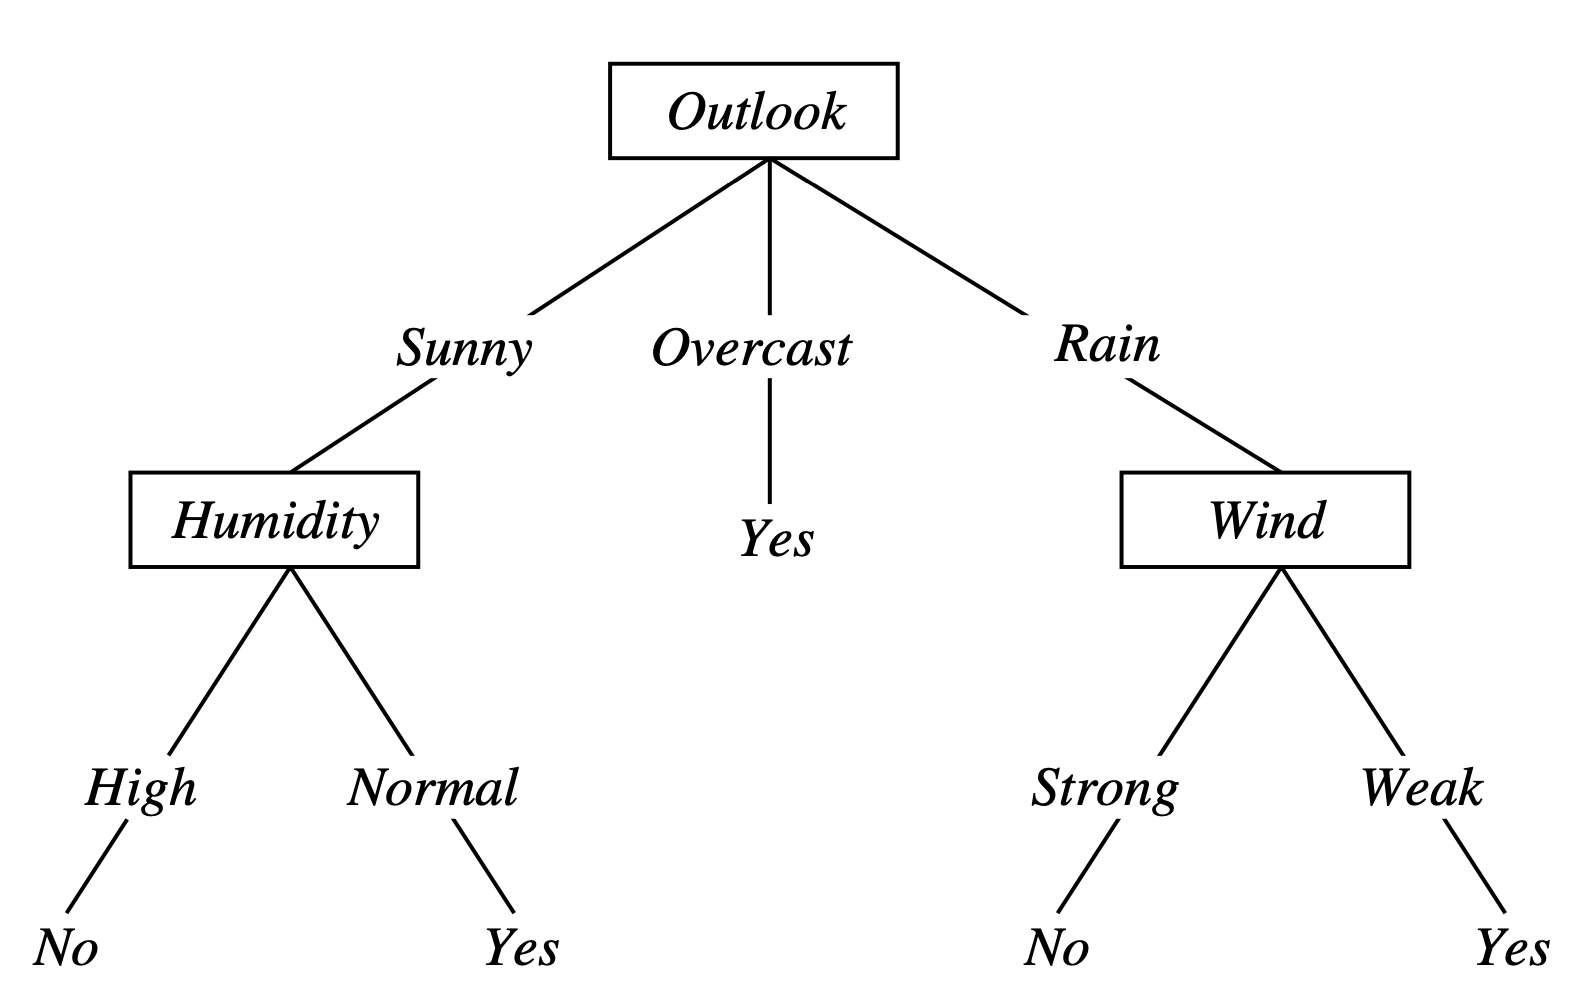 Outlook
Sunny Overcast Rain
Humidity Yes Wind
High Normal Strong Weak
No Yes No Yes